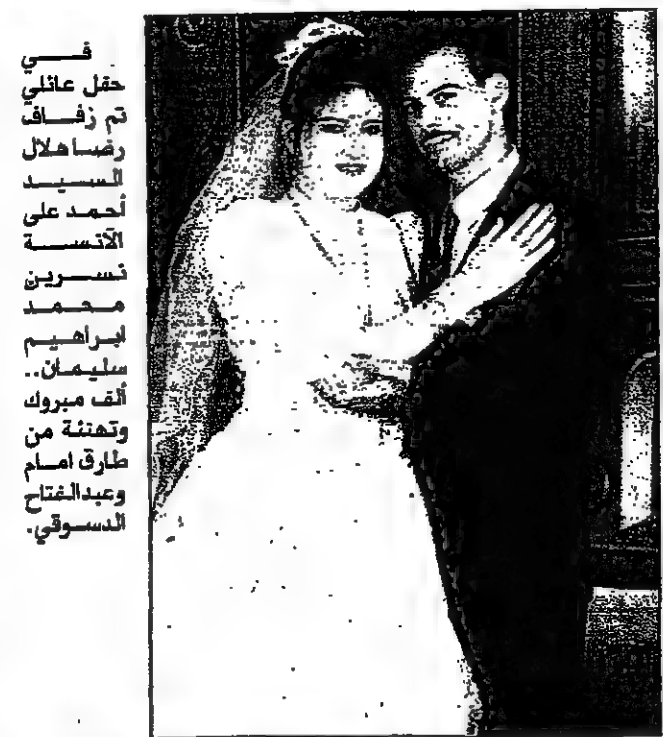 في
حفل عائلي
تم زفاف
رضا هلال
السيد
أحمد على
الآنسة
نسرين
محمد
ابراهيم
سليمان..
ألف مبروك
وتهنئة من
طارق امام
وعبدالفتاح
الدسوقي.